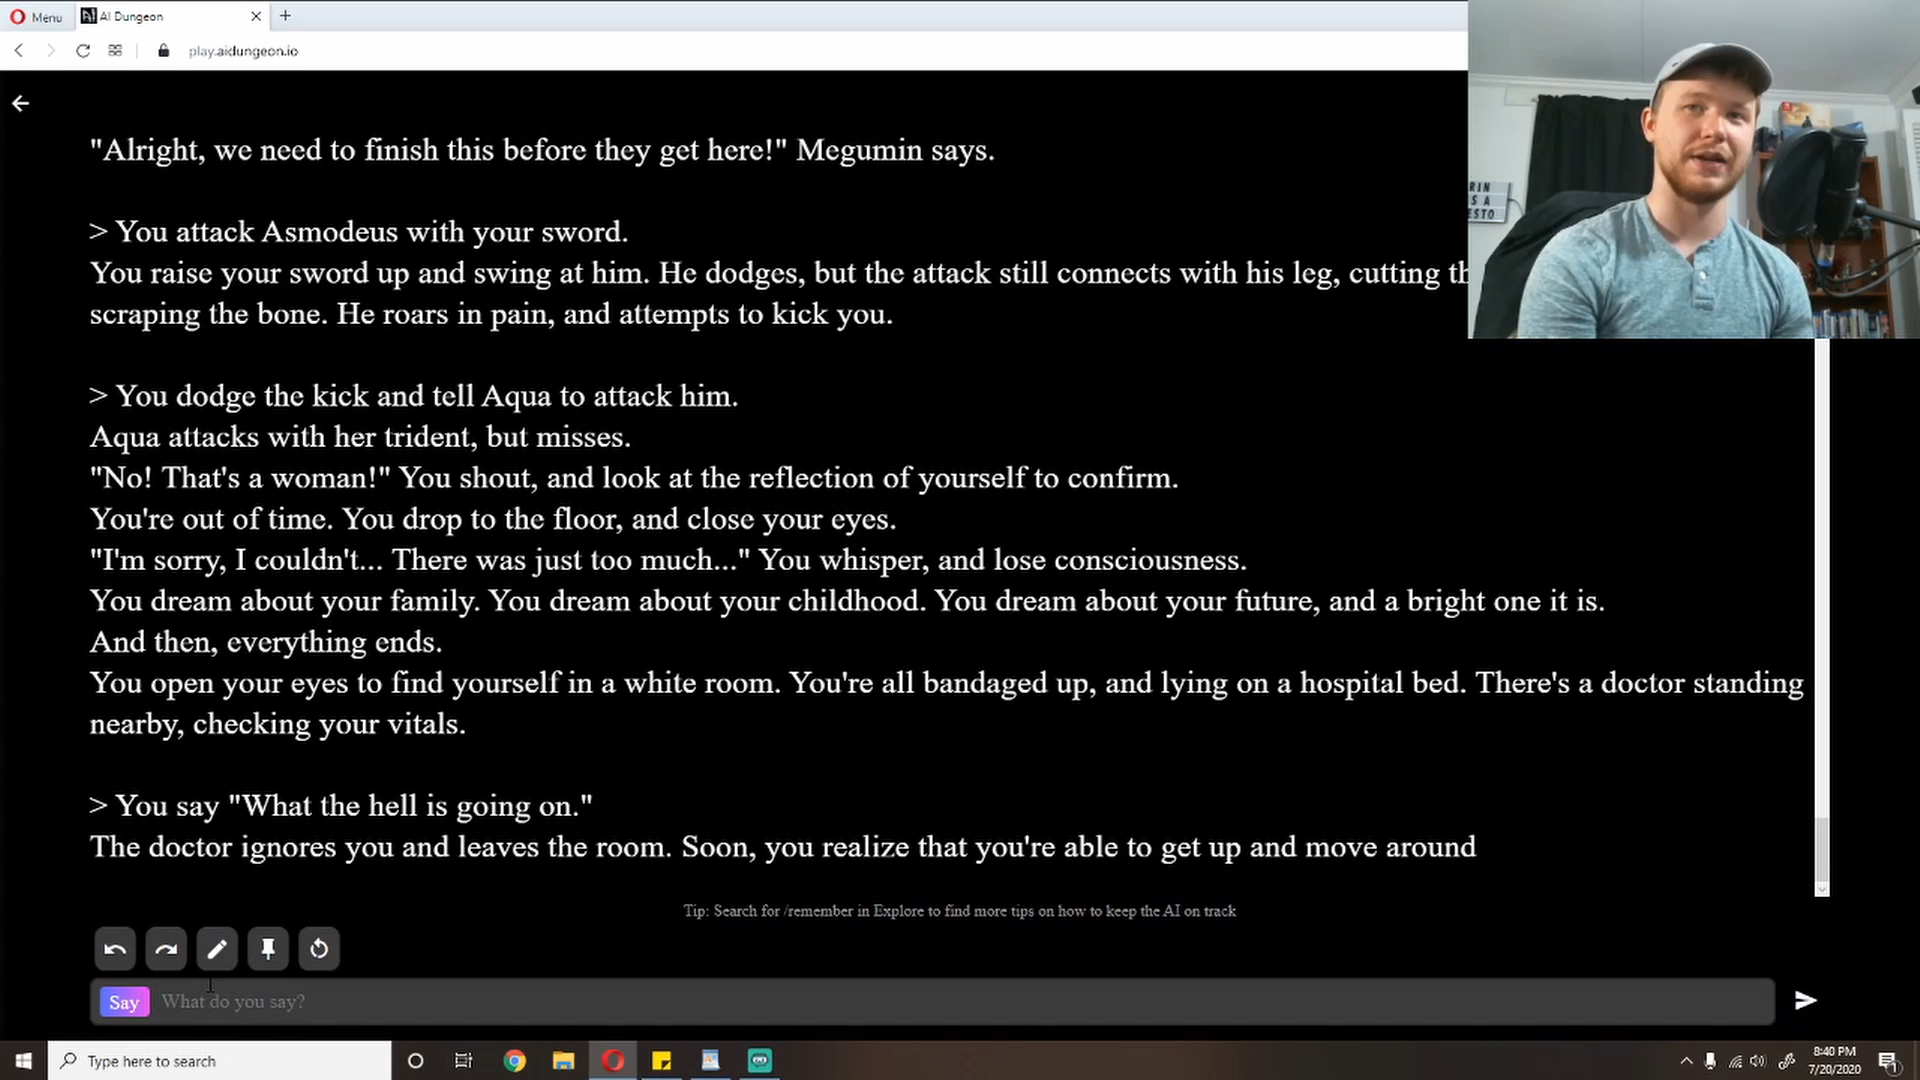 Menu
AI Dungeon
play.aidungeon.io
"Alright, we need to finish this before they get here!" Megumin says.
> You attack Asmodeus with your sword.
You raise your sword up and swing at him. He dodges, but the attack still connects with his leg, cutting
scraping the bone. He roars in pain, and attempts to kick you.
> You dodge the kick and tell Aqua to attack him.
Aqua attacks with her trident, but misses.
"No! That's a woman!" You shout, and look at the reflection of yourself to confirm.
You're out of time. You drop to the floor, and close your eyes.
"I'm sorry, I couldn't... There was just too much..." You whisper, and lose consciousness.
You dream about your family. You dream about your childhood. You dream about your future, and a bright one it is.
And then, everything ends.
You open your eyes to find yourself in a white room. You're all bandaged up, and lying on a hospital bed. There's a doctor standing
nearby, checking your vitals.
> You say "What the hell is going on."
The doctor ignores you and leaves the room. Soon, you realize that you're able to get up and move around
Tip: Search for /remember in Explore to find more tips on how to keep the AI on track
Say
What do you say?
Type here to search
8:40 PM
7/20/2020